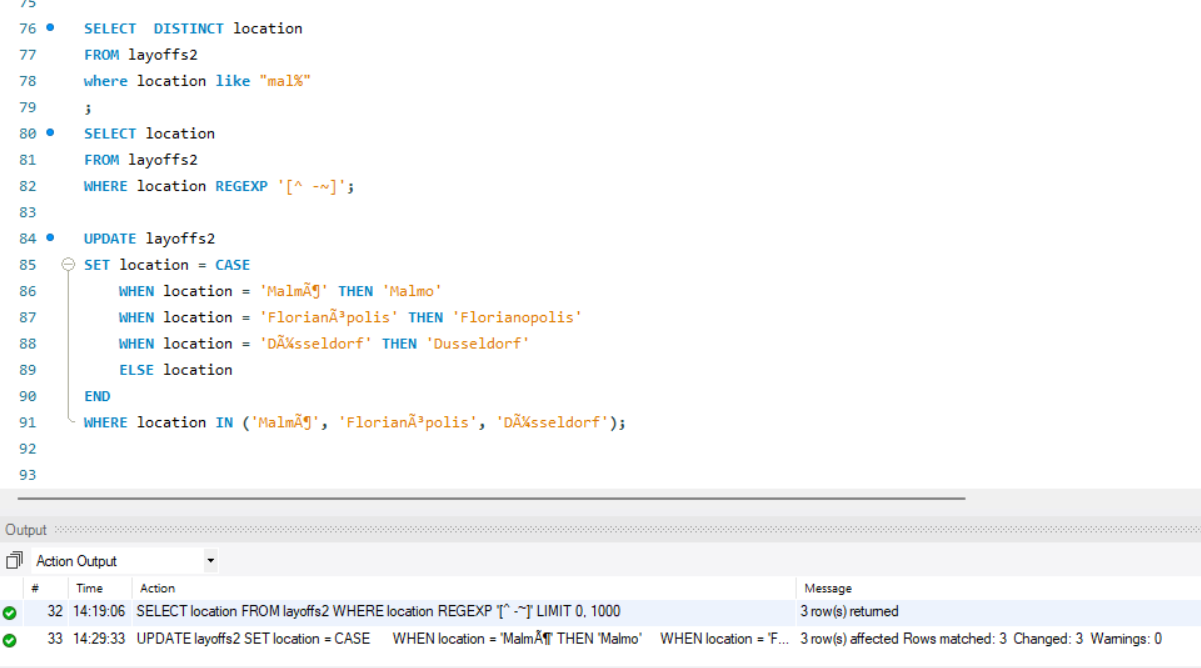 75
76 SELECT DISTINCT location
77 FROM layoffs2
78 where location like "mal%"
79 ;
80 SELECT location
81 FROM layoffs2
82 WHERE location REGEXP '[^ -~]';
83
84 UPDATE layoffs2
85 SET location = CASE
86 WHEN location = 'MalmÃ¶' THEN 'Malmo'
87 WHEN location = 'FlorianÃ³polis' THEN 'Florianopolis'
88 WHEN location = 'DÃ¼sseldorf' THEN 'Dusseldorf'
89 ELSE location
90 END
91 WHERE location IN ('MalmÃ¶', 'FlorianÃ³polis', 'DÃ¼sseldorf');
92
93
Output
Action Output
# Time Action Message
32 14:19:06 SELECT location FROM layoffs2 WHERE location REGEXP '[^ -~]' LIMIT 0, 1000 3 row(s) returned
33 14:29:33 UPDATE layoffs2 SET location = CASE WHEN location = 'MalmÃ¶' THEN 'Malmo' WHEN location = 'F... 3 row(s) affected Rows matched: 3 Changed: 3 Warnings: 0